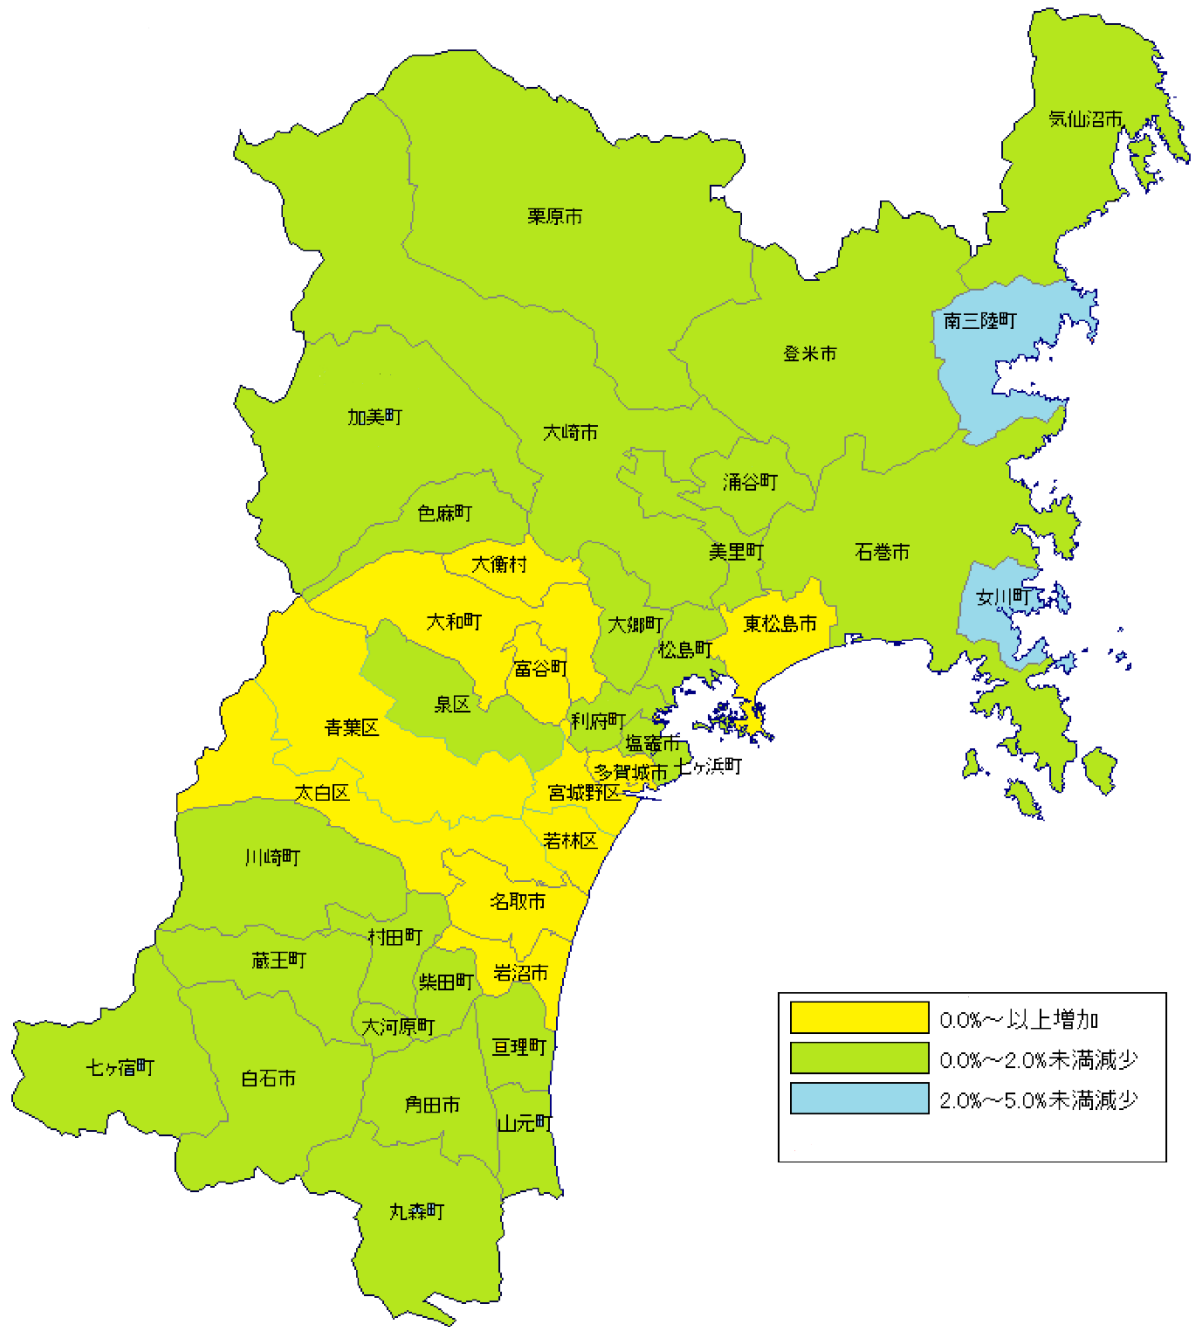 気仙沼市
栗原市
南三陸町
登米市
加美町
大崎市
涌谷町
色麻町
美里町
石巻市
大衡村
女川町
大和町
大郷町
東松島市
松島町
富谷町
泉区
利府町
青葉区
塩竈市
七ヶ浜町
多賀城市
太白区
宮城野区
若林区
川崎町
名取市
村田町
蔵王町
岩沼市
柴田町
大河原町
亘理町
七ヶ宿町
白石市
角田市
山元町
丸森町
0.0%～以上増加
0.0%～2.0%未満減少
2.0%～5.0%未満減少